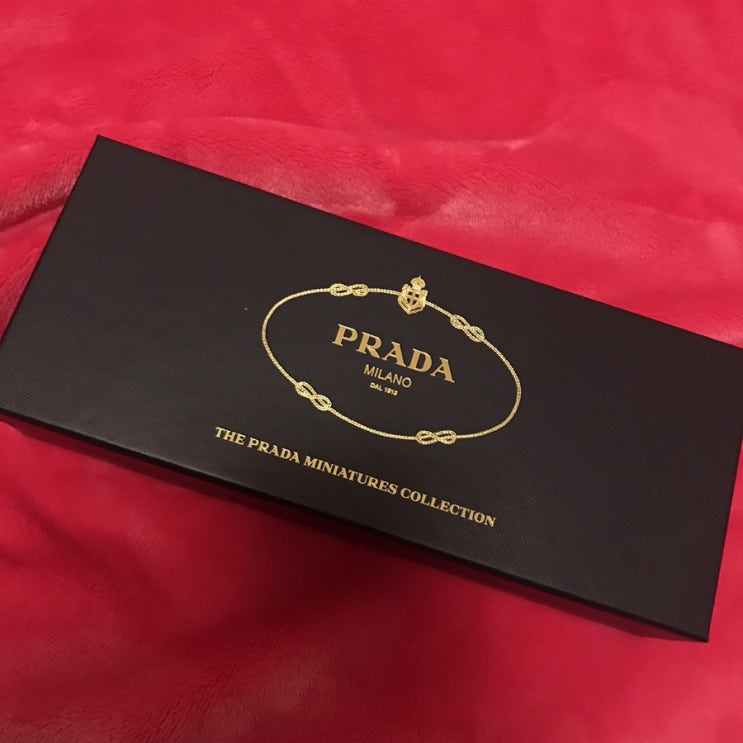 PRADA
MILANO
DAL 1913
THE PRADA MINIATURES COLLECTION